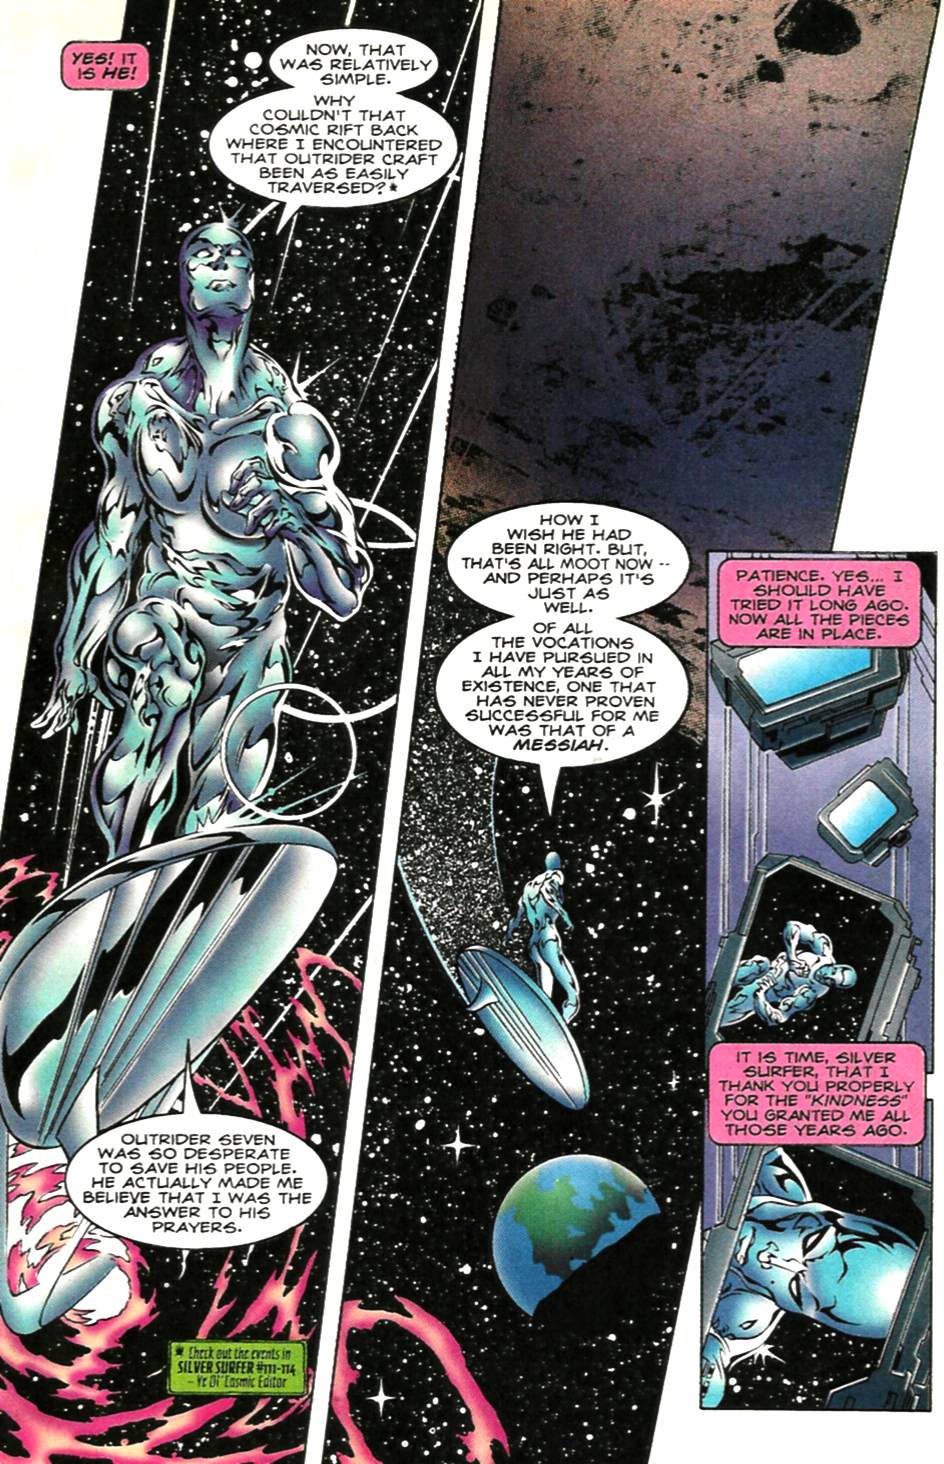 YES! IT
IS HE!
NOW, THAT
WAS RELATIVELY
SIMPLE.
WHY
COULDN'T THAT
COSMIC RIFT BACK
WHERE I ENCOUNTERED
THAT OUTRIDER CRAFT
BEEN AS EASILY
TRAVERSED?*
OUTRIDER SEVEN
WAS SO DESPERATE
TO SAVE HIS PEOPLE.
HE ACTUALLY MADE ME
BELIEVE THAT I WAS THE
ANSWER TO HIS
PRAYERS.
* Check out the events in
SILVER SURFER #111-114
- Ye Ol' Cosmic Editor
HOW I
WISH HE HAD
BEEN RIGHT. BUT,
THAT'S ALL MOOT NOW --
AND PERHAPS IT'S
JUST AS
WELL.
OF ALL
THE VOCATIONS
I HAVE PURSUED IN
ALL MY YEARS OF
EXISTENCE, ONE THAT
HAS NEVER PROVEN
SUCCESSFUL FOR ME
WAS THAT OF A
MESSIAH.
PATIENCE. YES... I
SHOULD HAVE
TRIED IT LONG AGO.
NOW ALL THE PIECES
ARE IN PLACE.
IT IS TIME, SILVER
SURFER, THAT I
THANK YOU PROPERLY
FOR THE "KINDNESS"
YOU GRANTED ME ALL
THOSE YEARS AGO.